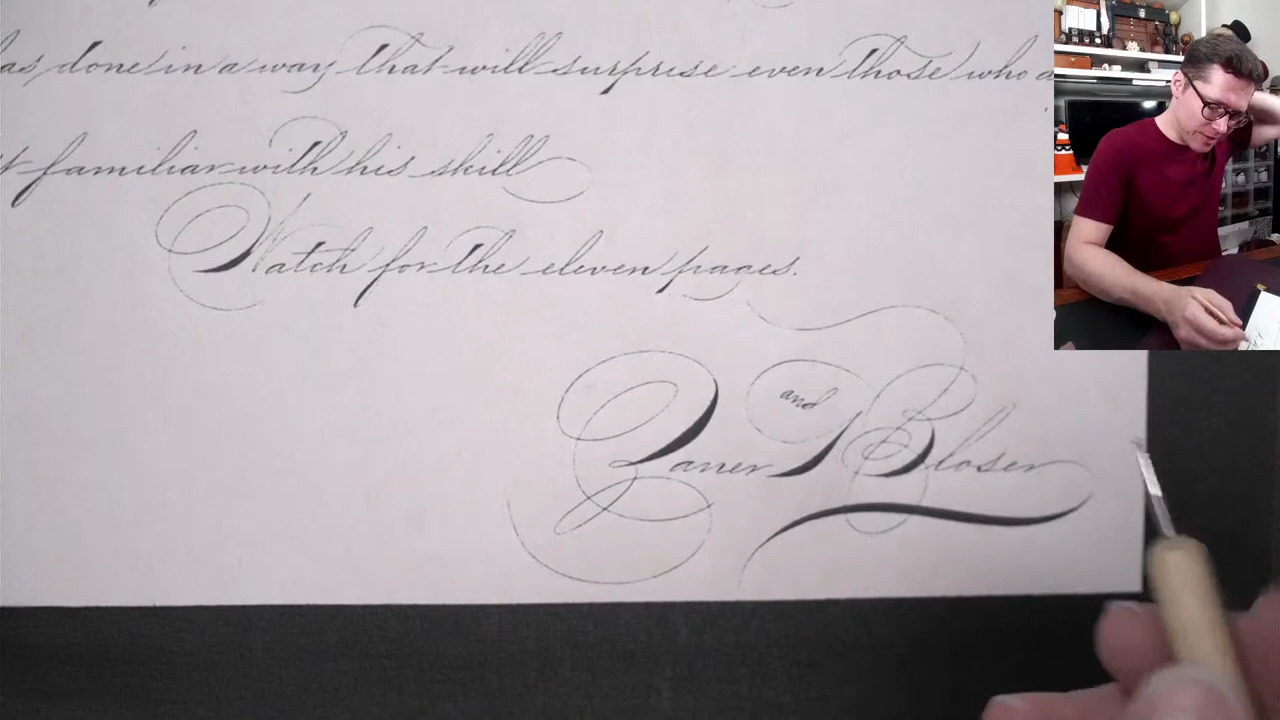 as done in a way that will surprise even those who a
t familiar with his skill
Watch for the eleven pages.
Zaner and Bloser